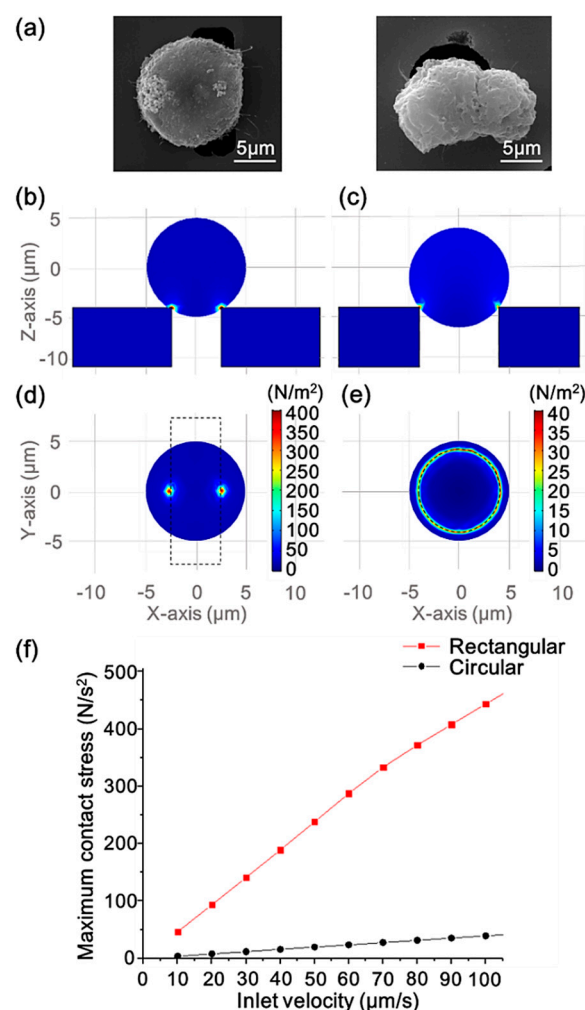 (a)
5µm
5µm
(b)
(c)
Z-axis (µm)
5
0
-5
-10
(d)
(N/m²)
(e)
(N/m²)
Y-axis (µm)
5
0
-5
400
350
300
250
200
150
100
50
0
40
35
30
25
20
15
10
5
0
-10
-5
0
5
10
-10
-5
0
5
10
X-axis (µm)
X-axis (µm)
(f)
Maximum contact stress (N/s²)
500
400
300
200
100
0
Rectangular
Circular
0 10 20 30 40 50 60 70 80 90 100
Inlet velocity (µm/s)